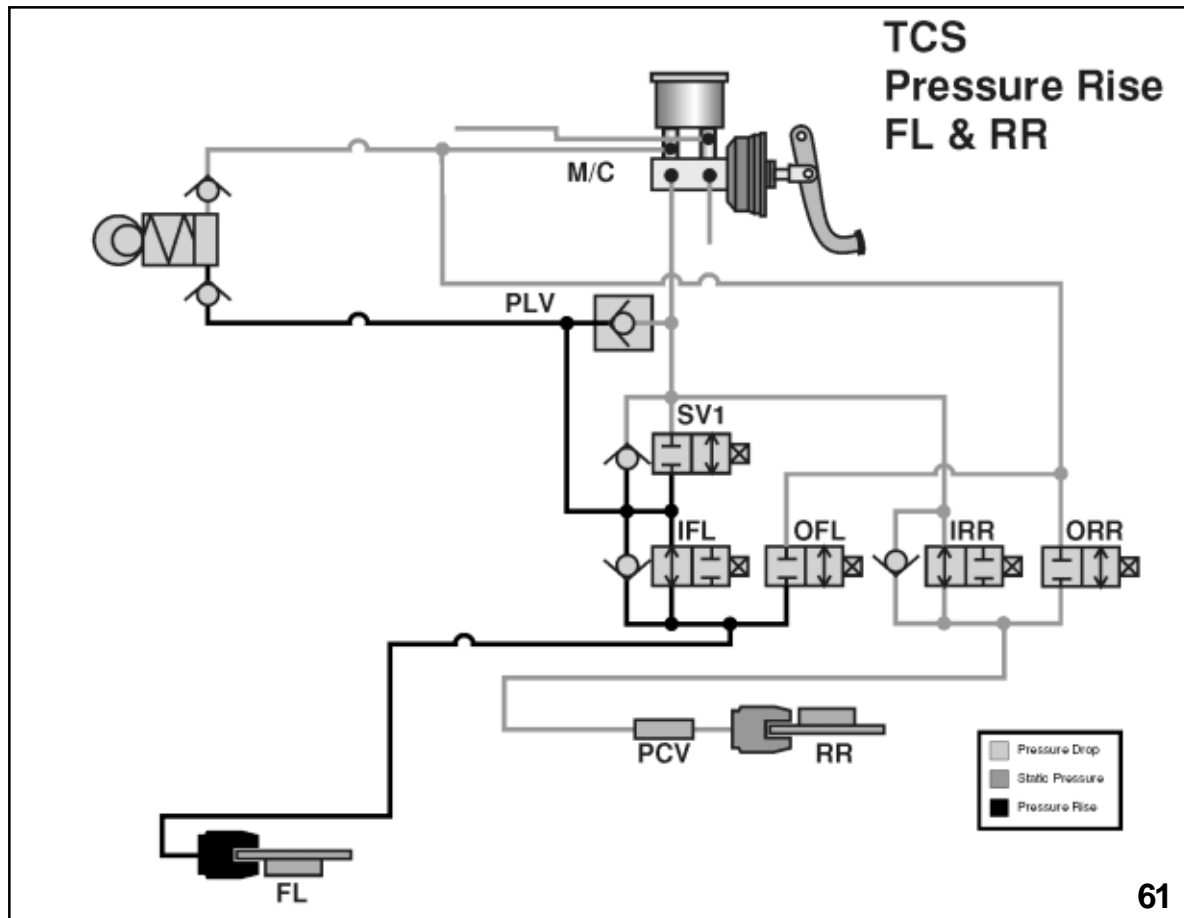 TCS
Pressure Rise
FL & RR
M/C
PLV
SV1
IFL
OFL
IRR
ORR
PCV
RR
Pressure Drop
Static Pressure
Pressure Rise
FL
61